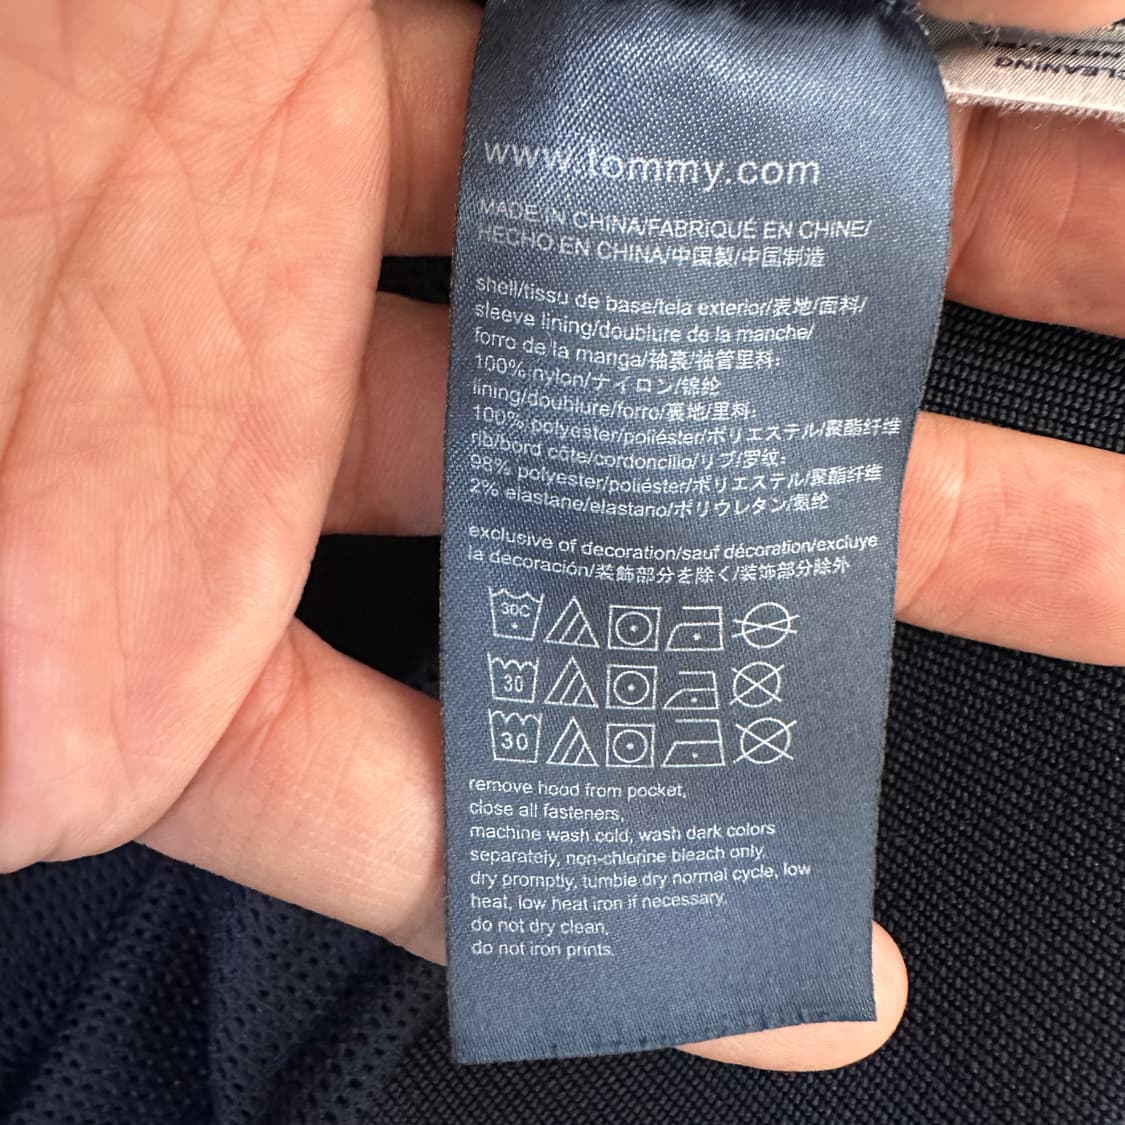 CLEANING
www.tommy.com
MADE IN CHINA/FABRIQUÉ EN CHINE/
HECHO EN CHINA/中国製/中国制造
shell/tissu de base/tela exterior/表地/面料/
sleeve lining/doublure de la manche/
forro de la manga/袖裏/袖管里料:
100% nylon/ナイロン/锦纶
lining/doublure/forro/裏地/里料:
100% polyester/poliéster/ポリエステル/聚酯纤维
rib/bord côte/cordoncillo/リブ/罗纹:
98% polyester/poliéster/ポリエステル/聚酯纤维
2% elastane/elastano/ポリウレタン/氨纶
exclusive of decoration/sauf décoration/excluye
la decoración/装飾部分を除く/装饰部分除外
30C
30
30
remove hood from pocket,
close all fasteners,
machine wash cold, wash dark colors
separately, non-chlorine bleach only,
dry promptly, tumble dry normal cycle, low
heat, low heat iron if necessary,
do not dry clean,
do not iron prints.